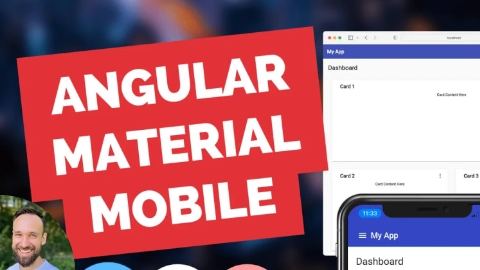 ANGULAR
MATERIAL
MOBILE
My App
Dashboard
Card 1
Card Content Here
Card 2
Card Content Here
Card 3
11:33
My App
Dashboard